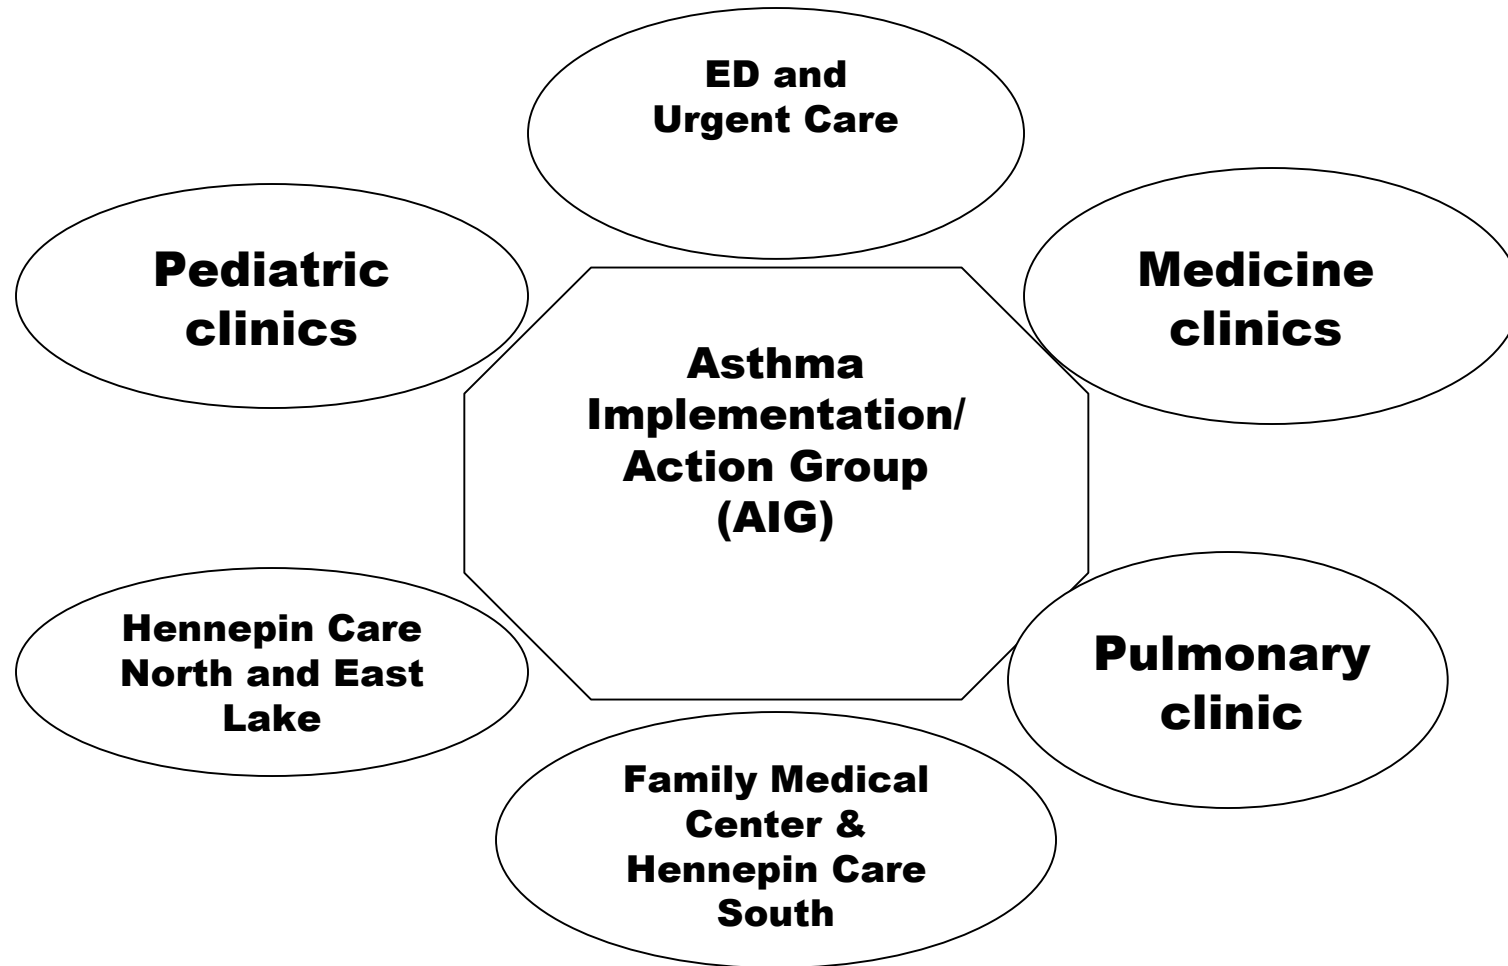 ED and
Urgent Care
Pediatric
clinics
Medicine
clinics
Asthma
Implementation/
Action Group
(AIG)
Hennepin Care
North and East
Lake
Pulmonary
clinic
Family Medical
Center &
Hennepin Care
South